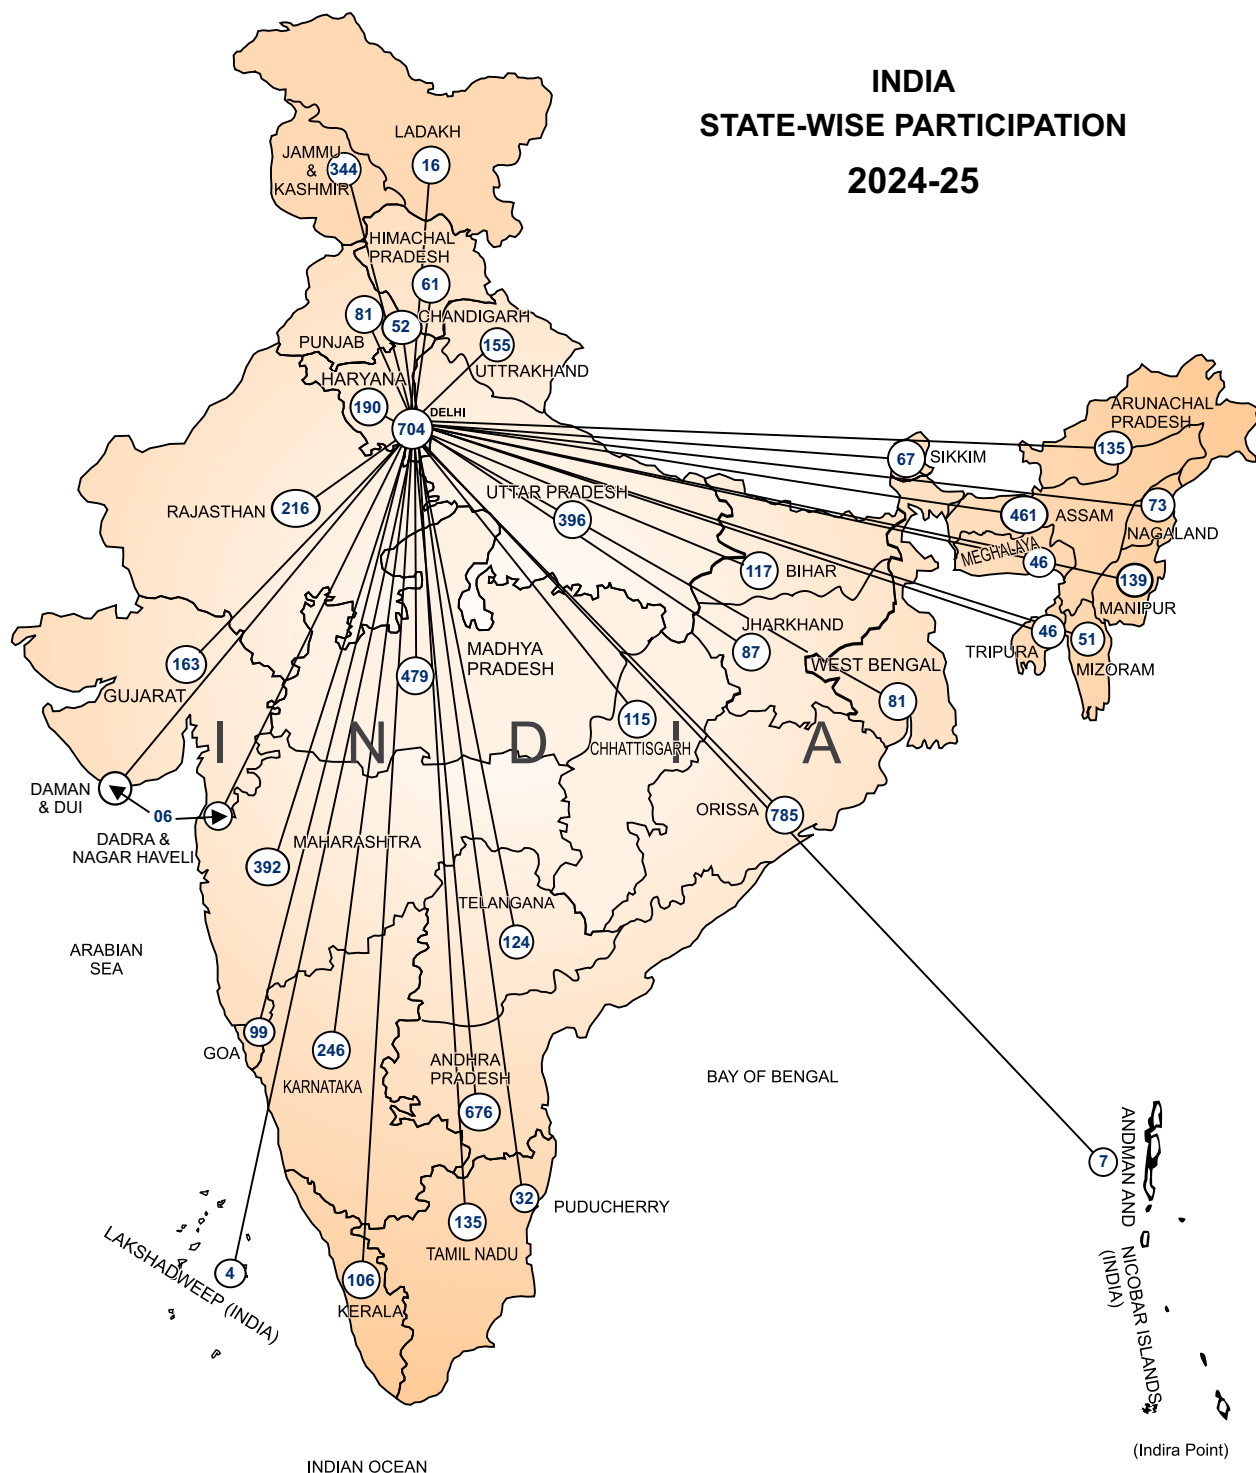 INDIA
STATE-WISE PARTICIPATION
2024-25
LADAKH
16
JAMMU
&
KASHMIR
344
HIMACHAL
PRADESH
61
CHANDIGARH
52
81
PUNJAB
155
UTTRAKHAND
HARYANA
190
DELHI
704
ARUNACHAL
PRADESH
135
67
SIKKIM
RAJASTHAN
216
UTTAR PRADESH
396
461
ASSAM
73
NAGALAND
MEGHALAYA
46
117
BIHAR
139
MANIPUR
JHARKHAND
87
TRIPURA
46
51
MIZORAM
163
GUJARAT
MADHYA
PRADESH
479
WEST BENGAL
81
115
CHHATTISGARH
I N D I A
DAMAN
& DUI
06
DADRA &
NAGAR HAVELI
ORISSA
785
MAHARASHTRA
392
TELANGANA
124
ARABIAN
SEA
99
GOA
246
KARNATAKA
ANDHRA
PRADESH
676
BAY OF BENGAL
7
ANDMAN AND NICOBAR ISLANDS
(INDIA)
32
PUDUCHERRY
135
TAMIL NADU
LAKSHADWEEP (INDIA)
4
106
KERALA
(Indira Point)
INDIAN OCEAN